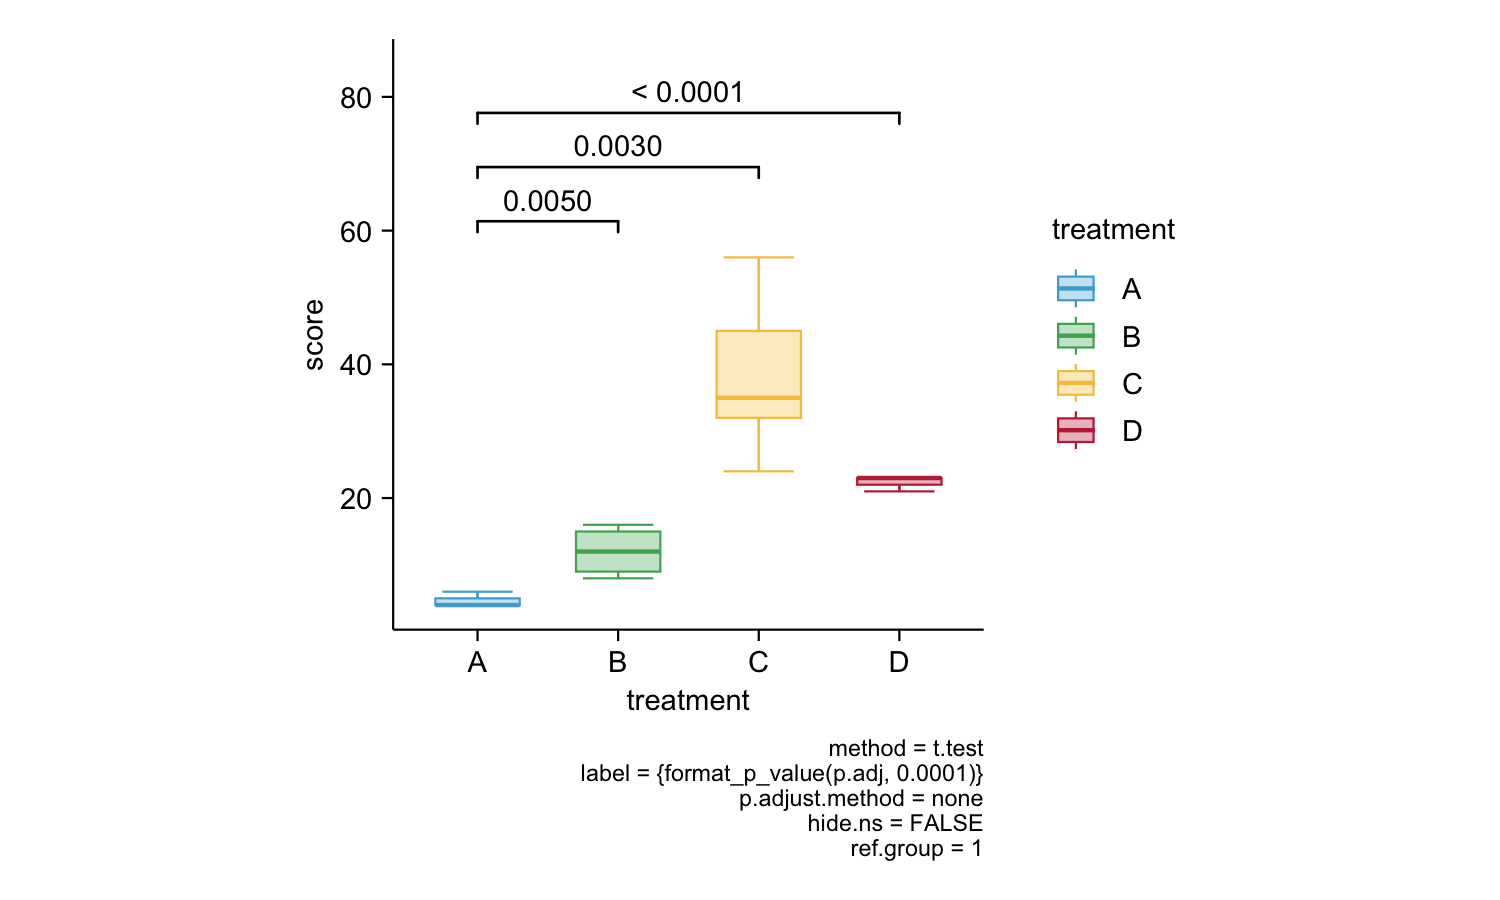 80
< 0.0001
0.0030
0.0050
60
score
40
20
A
B
C
D
treatment
treatment
A
B
C
D
method = t.test
label = {format_p_value(p.adj, 0.0001)}
p.adjust.method = none
hide.ns = FALSE
ref.group = 1